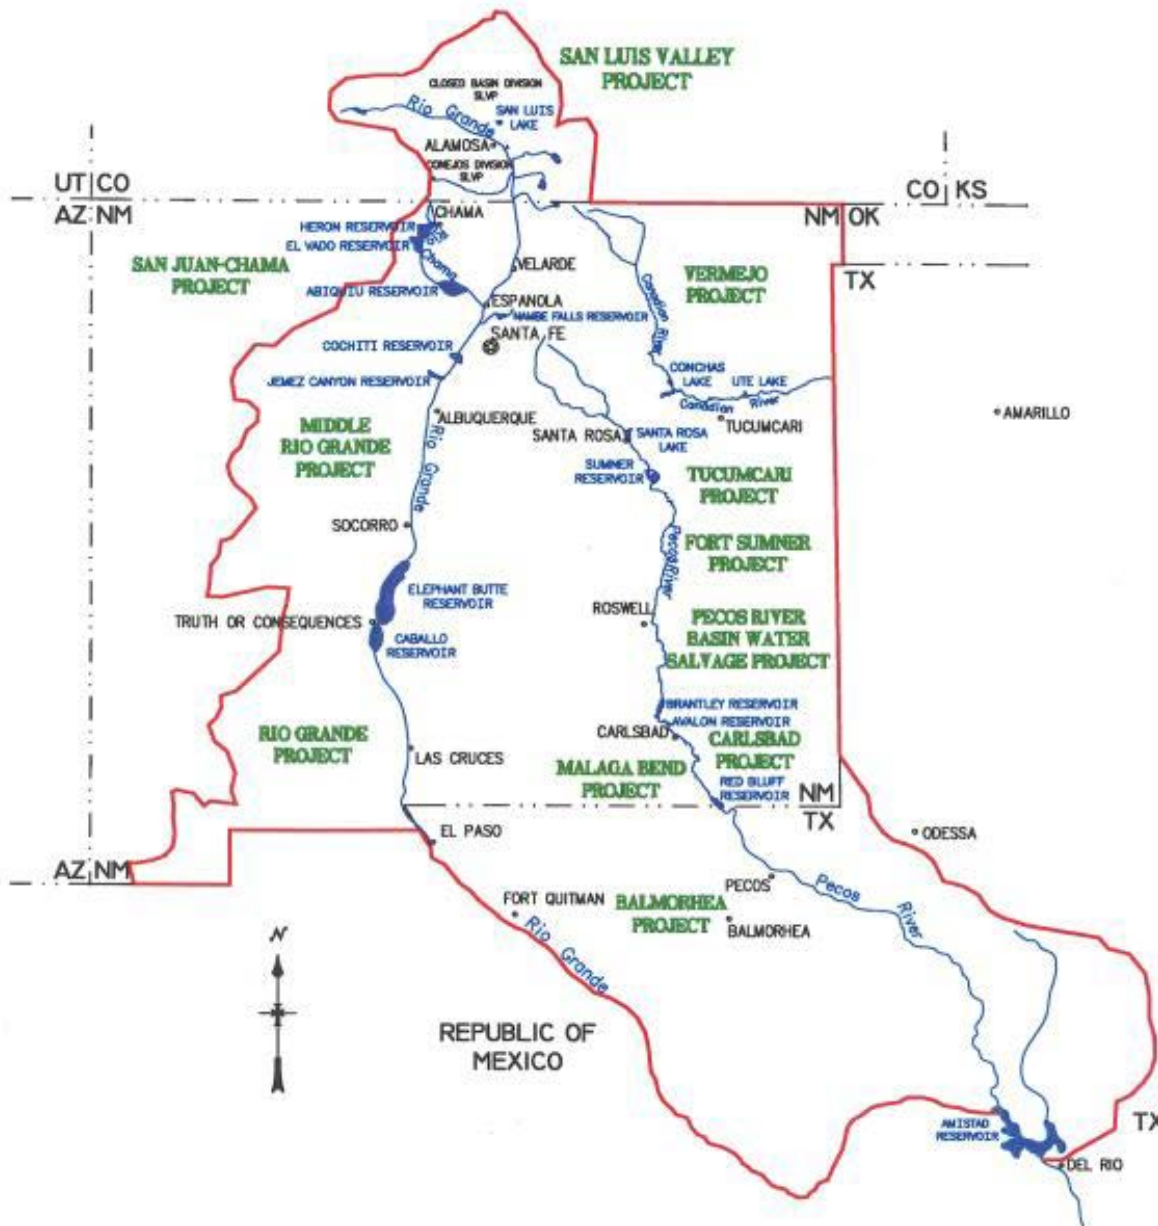 SAN LUIS VALLEY
PROJECT
CLOSED BASIN DIVISION
SLVP
Rio Grande
SAN LUIS
LAKE
ALAMOSA
CONEJOS DIVISION
SLVP
UT CO
AZ NM
CO KS
NM OK
TX
CHAMA
HERON RESERVOIR
EL VADO RESERVOIR
Rio Chama
SAN JUAN-CHAMA
PROJECT
ABIQUIU RESERVOIR
VELARDE
ESPANOLA
NAMBE FALLS RESERVOIR
SANTA FE
COCHITI RESERVOIR
JEMEZ CANYON RESERVOIR
VERMEJO
PROJECT
Canadian River
CONCHAS
LAKE
UTE LAKE
Canadian River
TUCUMCARI
AMARILLO
ALBUQUERQUE
Rio Grande
MIDDLE
RIO GRANDE
PROJECT
SANTA ROSA
SANTA ROSA
LAKE
SUMNER
RESERVOIR
TUCUMCARI
PROJECT
SOCORRO
Pecos River
FORT SUMNER
PROJECT
ELEPHANT BUTTE
RESERVOIR
TRUTH OR CONSEQUENCES
CABALLO
RESERVOIR
ROSWELL
PECOS RIVER
BASIN WATER
SALVAGE PROJECT
BRANTLEY RESERVOIR
AVALON RESERVOIR
CARLSBAD
CARLSBAD
PROJECT
RIO GRANDE
PROJECT
LAS CRUCES
MALAGA BEND
PROJECT
RED BLUFF
RESERVOIR
NM
TX
EL PASO
ODESSA
AZ NM
PECOS
Pecos River
FORT QUITMAN
BALMORHEA
PROJECT
BALMORHEA
Rio Grande
N
REPUBLIC OF
MEXICO
AMISTAD
RESERVOIR
TX
DEL RIO